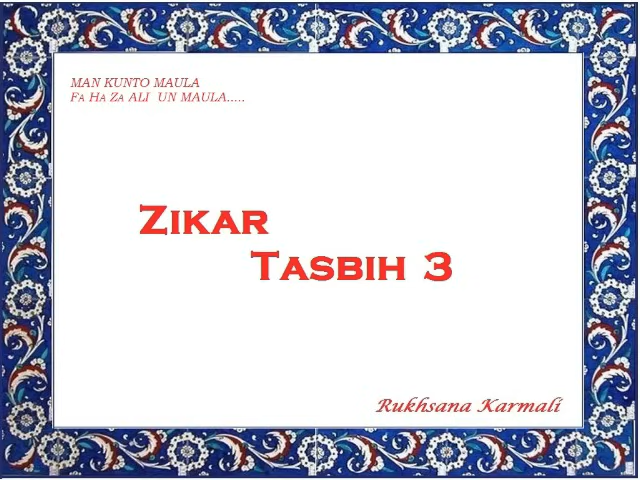 MAN KUNTO MAULA
FA HA ZA ALI UN MAULA.....
ZIKAR
TASBIH 3
Rukhsana Karmali